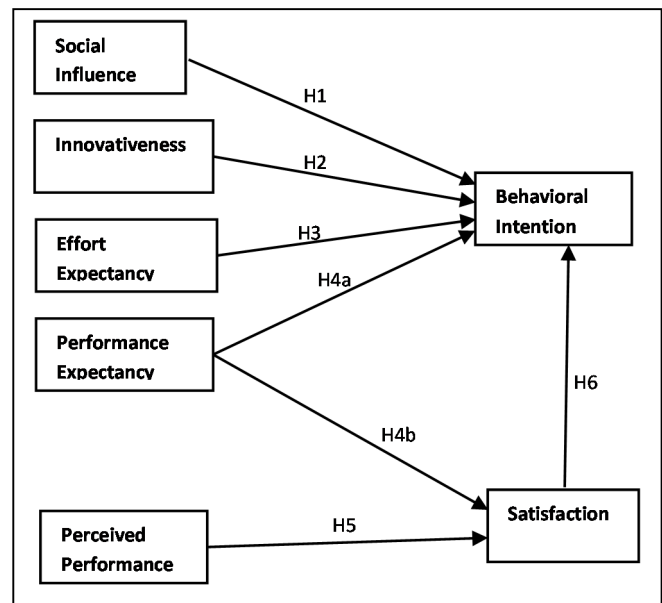 Social
Influence
H1
Innovativeness
H2
Behavioral
Intention
Effort
Expectancy
H3
H4a
Performance
Expectancy
H6
H4b
Satisfaction
Perceived
Performance
H5